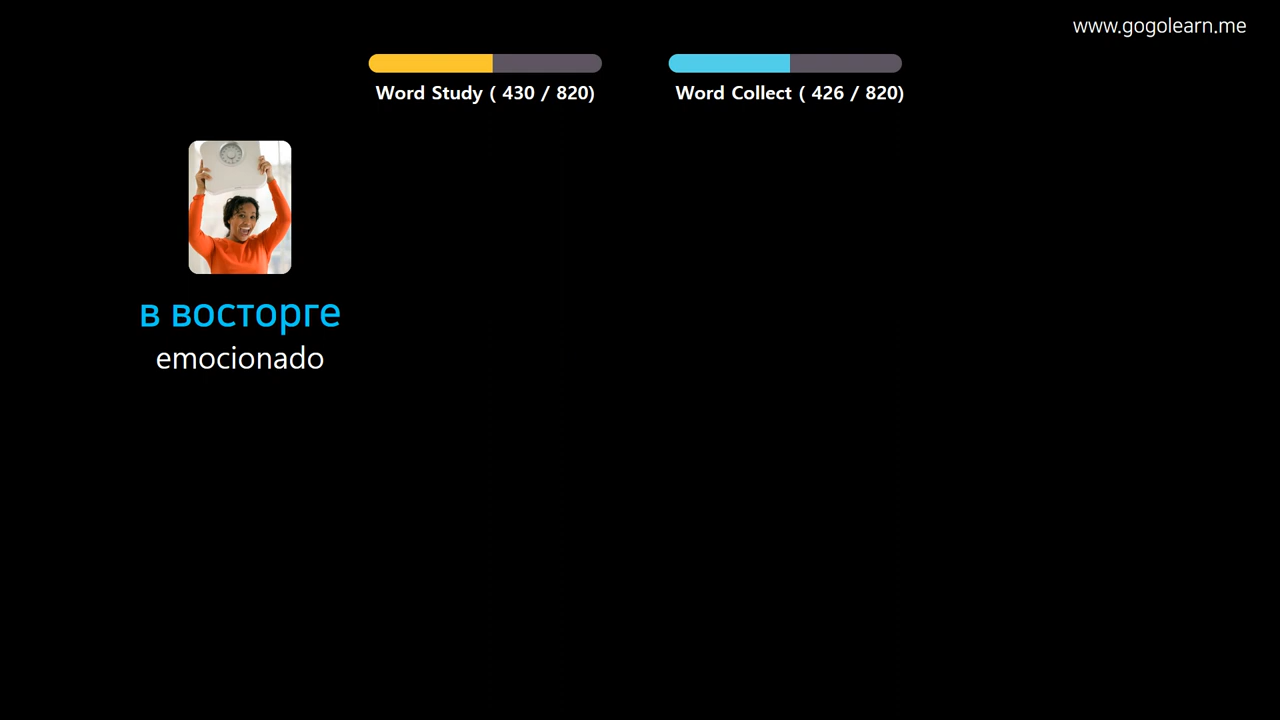 www.gogolearn.me
Word Study ( 430 / 820)
Word Collect ( 426 / 820)
в восторге
emocionado